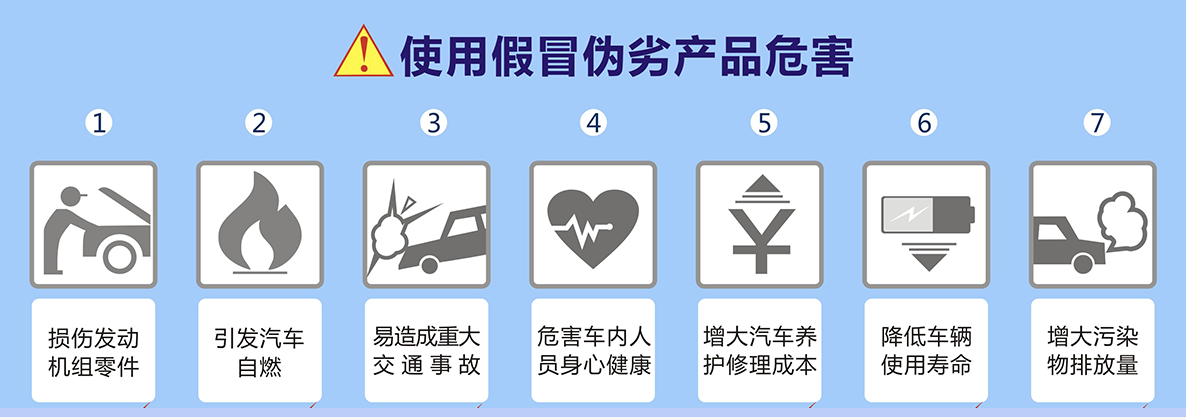 使用假冒伪劣产品危害
1
2
3
4
5
6
7
损伤发动
机组零件
引发汽车
自燃
易造成重大
交通事故
危害车内人
员身心健康
增大汽车养
护修理成本
降低车辆
使用寿命
增大污染
物排放量